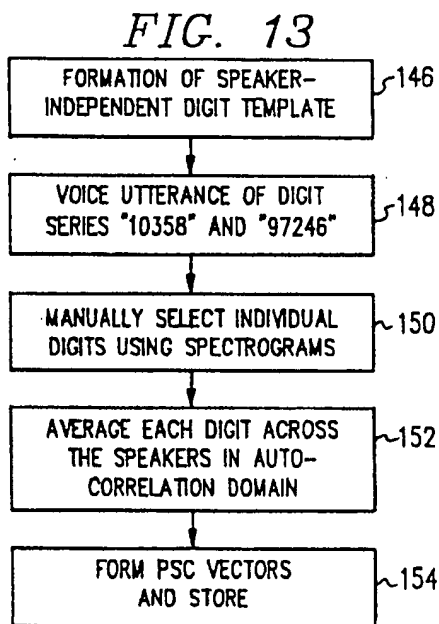 FIG. 13
FORMATION OF SPEAKER-
INDEPENDENT DIGIT TEMPLATE
146
VOICE UTTERANCE OF DIGIT
SERIES "10358" AND "97246"
148
MANUALLY SELECT INDIVIDUAL
DIGITS USING SPECTROGRAMS
150
AVERAGE EACH DIGIT ACROSS
THE SPEAKERS IN AUTO-
CORRELATION DOMAIN
152
FORM PSC VECTORS
AND STORE
154